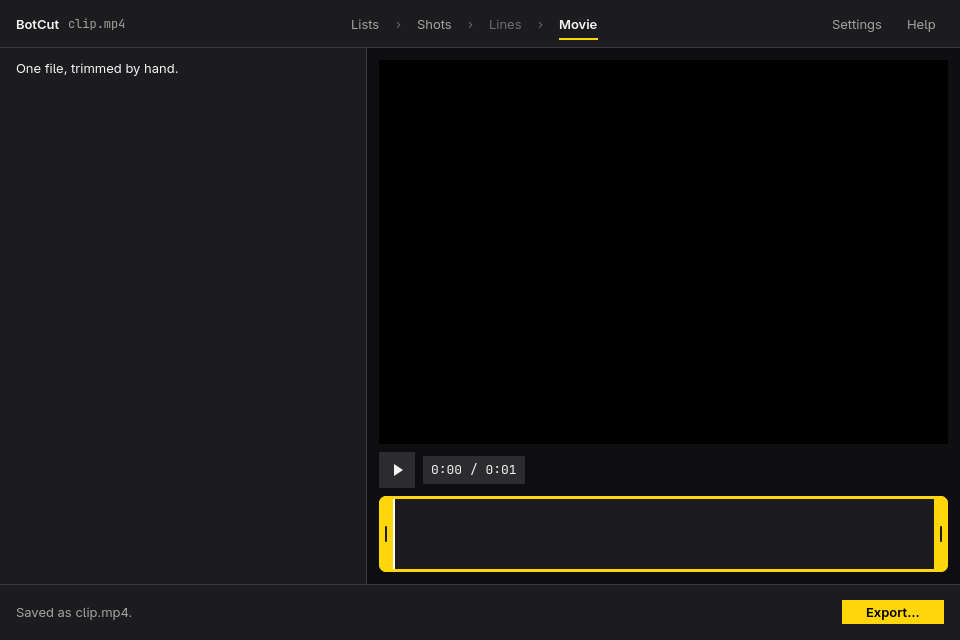 BotCut clip.mp4 Lists › Shots › Lines › Movie Settings Help
One file, trimmed by hand.
0:00 / 0:01
Saved as clip.mp4. Export...